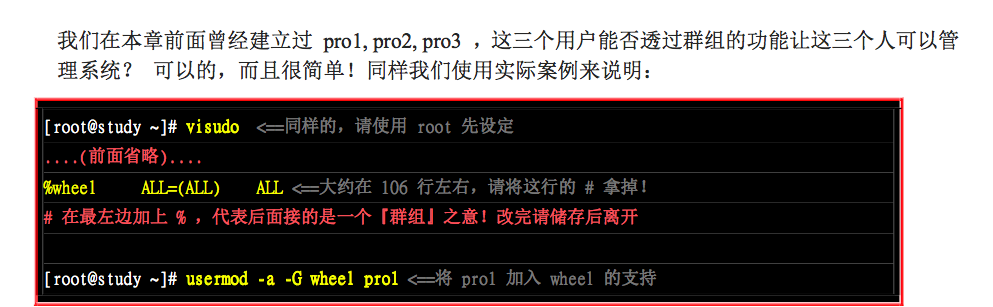 我们在本章前面曾经建立过 pro1, pro2, pro3 ，这三个用户能否透过群组的功能让这三个人可以管
理系统？ 可以的，而且很简单！同样我们使用实际案例来说明：
[root@study ~]# visudo <==同样的，请使用 root 先设定
....(前面省略)....
%wheel ALL=(ALL) ALL <==大约在 106 行左右，请将这行的 # 拿掉！
# 在最左边加上 % ，代表后面接的是一个『群组』之意！改完请储存后离开
[root@study ~]# usermod -a -G wheel pro1 <==将 pro1 加入 wheel 的支持